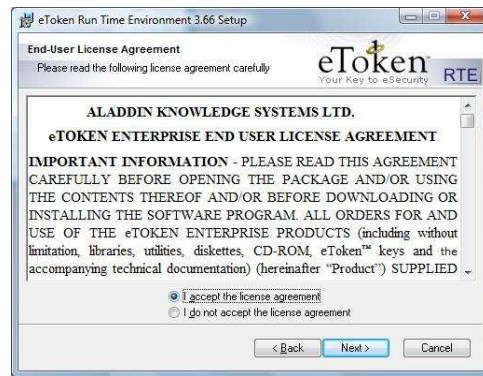 eToken Run Time Environment 3.66 Setup
End-User License Agreement
Please read the following license agreement carefully
eToken™
Your Key to eSecurity
RTE
ALADDIN KNOWLEDGE SYSTEMS LTD.
eTOKEN ENTERPRISE END USER LICENSE AGREEMENT
IMPORTANT INFORMATION - PLEASE READ THIS AGREEMENT
CAREFULLY BEFORE OPENING THE PACKAGE AND/OR USING
THE CONTENTS THEREOF AND/OR BEFORE DOWNLOADING OR
INSTALLING THE SOFTWARE PROGRAM. ALL ORDERS FOR AND
USE OF THE eTOKEN ENTERPRISE PRODUCTS (including without
limitation, libraries, utilities, diskettes, CD-ROM, eToken™ keys and the
accompanying technical documentation) (hereinafter “Product”) SUPPLIED
I accept the license agreement
I do not accept the license agreement
< Back
Next >
Cancel